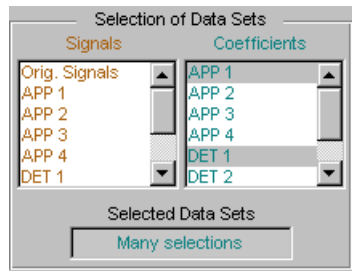 Selection of Data Sets
Signals Coefficients
Orig. Signals APP 1
APP 1 APP 2
APP 2 APP 3
APP 3 APP 4
APP 4 DET 1
DET 1 DET 2
Selected Data Sets
Many selections